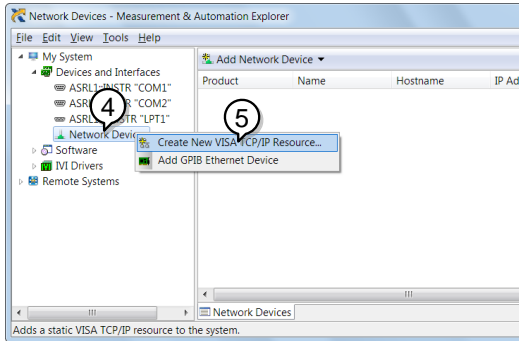 Network Devices - Measurement & Automation Explorer
File Edit View Tools Help
My System
Devices and Interfaces
ASRL1::INSTR "COM1"
"COM2"
"LPT1"
Network
Software
IVI Drivers
Remote Systems
4
5
Create New VISA TCP/IP Resource...
Add GPIB Ethernet Device
Add Network Device
Product Name Hostname IP Ad
Network Devices
Adds a static VISA TCP/IP resource to the system.